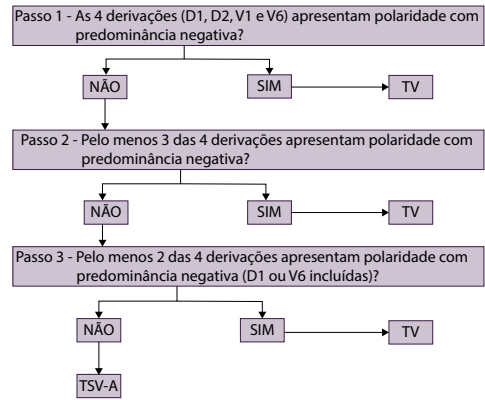 Passo 1 - As 4 derivações (D1, D2, V1 e V6) apresentam polaridade com
predominância negativa?
NÃO
SIM
TV
Passo 2 - Pelo menos 3 das 4 derivações apresentam polaridade com
predominância negativa?
NÃO
SIM
TV
Passo 3 - Pelo menos 2 das 4 derivações apresentam polaridade com
predominância negativa (D1 ou V6 incluídas)?
NÃO
SIM
TV
TSV-A